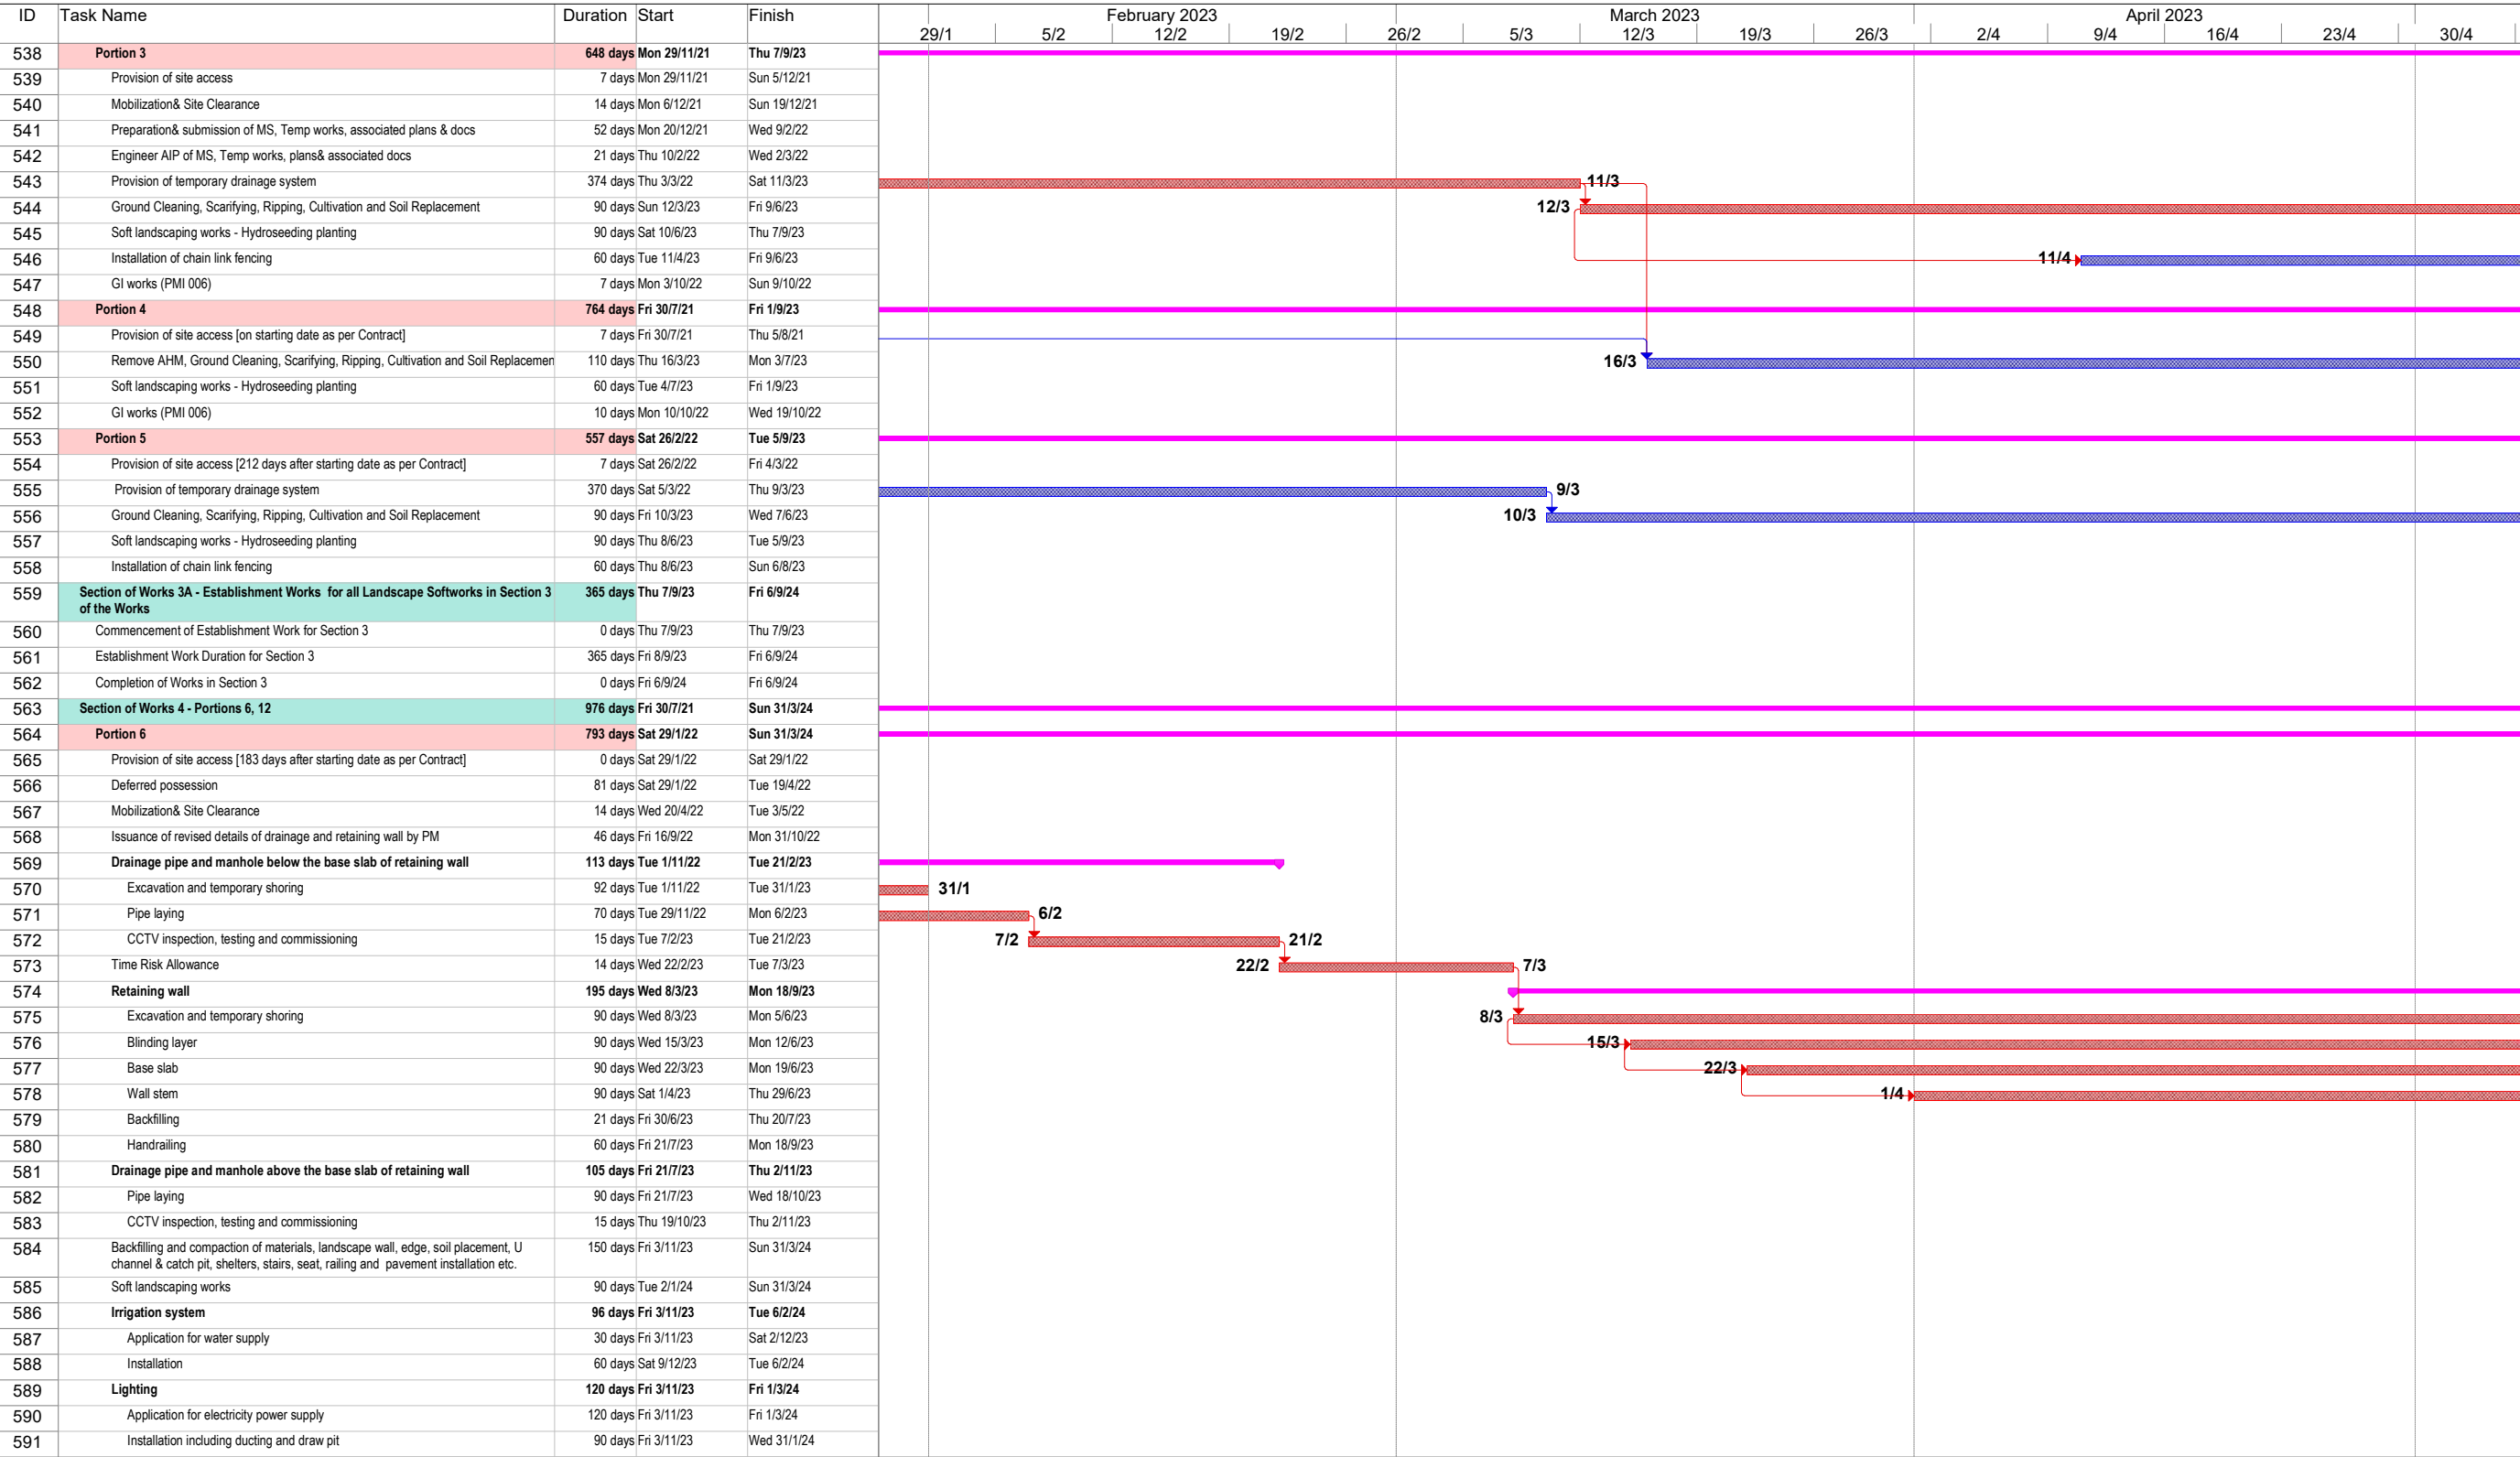 ID Task Name Duration Start Finish February 2023 March 2023 April 2023
29/1 5/2 12/2 19/2 26/2 5/3 12/3 19/3 26/3 2/4 9/4 16/4 23/4 30/4
538 Portion 3 648 days Mon 29/11/21 Thu 7/9/23
539 Provision of site access 7 days Mon 29/11/21 Sun 5/12/21
540 Mobilization& Site Clearance 14 days Mon 6/12/21 Sun 19/12/21
541 Preparation& submission of MS, Temp works, associated plans & docs 52 days Mon 20/12/21 Wed 9/2/22
542 Engineer AIP of MS, Temp works, plans& associated docs 21 days Thu 10/2/22 Wed 2/3/22
543 Provision of temporary drainage system 374 days Thu 3/3/22 Sat 11/3/23 11/3
544 Ground Cleaning, Scarifying, Ripping, Cultivation and Soil Replacement 90 days Sun 12/3/23 Fri 9/6/23 12/3
545 Soft landscaping works - Hydroseeding planting 90 days Sat 10/6/23 Thu 7/9/23
546 Installation of chain link fencing 60 days Tue 11/4/23 Fri 9/6/23 11/4
547 GI works (PMI 006) 7 days Mon 3/10/22 Sun 9/10/22
548 Portion 4 764 days Fri 30/7/21 Fri 1/9/23
549 Provision of site access [on starting date as per Contract] 7 days Fri 30/7/21 Thu 5/8/21
550 Remove AHM, Ground Cleaning, Scarifying, Ripping, Cultivation and Soil Replacemen 110 days Thu 16/3/23 Mon 3/7/23 16/3
551 Soft landscaping works - Hydroseeding planting 60 days Tue 4/7/23 Fri 1/9/23
552 GI works (PMI 006) 10 days Mon 10/10/22 Wed 19/10/22
553 Portion 5 557 days Sat 26/2/22 Tue 5/9/23
554 Provision of site access [212 days after starting date as per Contract] 7 days Sat 26/2/22 Fri 4/3/22
555 Provision of temporary drainage system 370 days Sat 5/3/22 Thu 9/3/23 9/3
556 Ground Cleaning, Scarifying, Ripping, Cultivation and Soil Replacement 90 days Fri 10/3/23 Wed 7/6/23 10/3
557 Soft landscaping works - Hydroseeding planting 90 days Thu 8/6/23 Tue 5/9/23
558 Installation of chain link fencing 60 days Thu 8/6/23 Sun 6/8/23
559 Section of Works 3A - Establishment Works for all Landscape Softworks in Section 3 365 days Thu 7/9/23 Fri 6/9/24
of the Works
560 Commencement of Establishment Work for Section 3 0 days Thu 7/9/23 Thu 7/9/23
561 Establishment Work Duration for Section 3 365 days Fri 8/9/23 Fri 6/9/24
562 Completion of Works in Section 3 0 days Fri 6/9/24 Fri 6/9/24
563 Section of Works 4 - Portions 6, 12 976 days Fri 30/7/21 Sun 31/3/24
564 Portion 6 793 days Sat 29/1/22 Sun 31/3/24
565 Provision of site access [183 days after starting date as per Contract] 0 days Sat 29/1/22 Sat 29/1/22
566 Deferred possession 81 days Sat 29/1/22 Tue 19/4/22
567 Mobilization& Site Clearance 14 days Wed 20/4/22 Tue 3/5/22
568 Issuance of revised details of drainage and retaining wall by PM 46 days Fri 16/9/22 Mon 31/10/22
569 Drainage pipe and manhole below the base slab of retaining wall 113 days Tue 1/11/22 Tue 21/2/23
570 Excavation and temporary shoring 92 days Tue 1/11/22 Tue 31/1/23 31/1
571 Pipe laying 70 days Tue 29/11/22 Mon 6/2/23 6/2
572 CCTV inspection, testing and commissioning 15 days Tue 7/2/23 Tue 21/2/23 7/2 21/2
573 Time Risk Allowance 14 days Wed 22/2/23 Tue 7/3/23 22/2 7/3
574 Retaining wall 195 days Wed 8/3/23 Mon 18/9/23
575 Excavation and temporary shoring 90 days Wed 8/3/23 Mon 5/6/23 8/3
576 Blinding layer 90 days Wed 15/3/23 Mon 12/6/23 15/3
577 Base slab 90 days Wed 22/3/23 Mon 19/6/23 22/3
578 Wall stem 90 days Sat 1/4/23 Thu 29/6/23 1/4
579 Backfilling 21 days Fri 30/6/23 Thu 20/7/23
580 Handrailing 60 days Fri 21/7/23 Mon 18/9/23
581 Drainage pipe and manhole above the base slab of retaining wall 105 days Fri 21/7/23 Thu 2/11/23
582 Pipe laying 90 days Fri 21/7/23 Wed 18/10/23
583 CCTV inspection, testing and commissioning 15 days Thu 19/10/23 Thu 2/11/23
584 Backfilling and compaction of materials, landscape wall, edge, soil placement, U 150 days Fri 3/11/23 Sun 31/3/24
channel & catch pit, shelters, stairs, seat, railing and pavement installation etc.
585 Soft landscaping works 90 days Tue 2/1/24 Sun 31/3/24
586 Irrigation system 96 days Fri 3/11/23 Tue 6/2/24
587 Application for water supply 30 days Fri 3/11/23 Sat 2/12/23
588 Installation 60 days Sat 9/12/23 Tue 6/2/24
589 Lighting 120 days Fri 3/11/23 Fri 1/3/24
590 Application for electricity power supply 120 days Fri 3/11/23 Fri 1/3/24
591 Installation including ducting and draw pit 90 days Fri 3/11/23 Wed 31/1/24